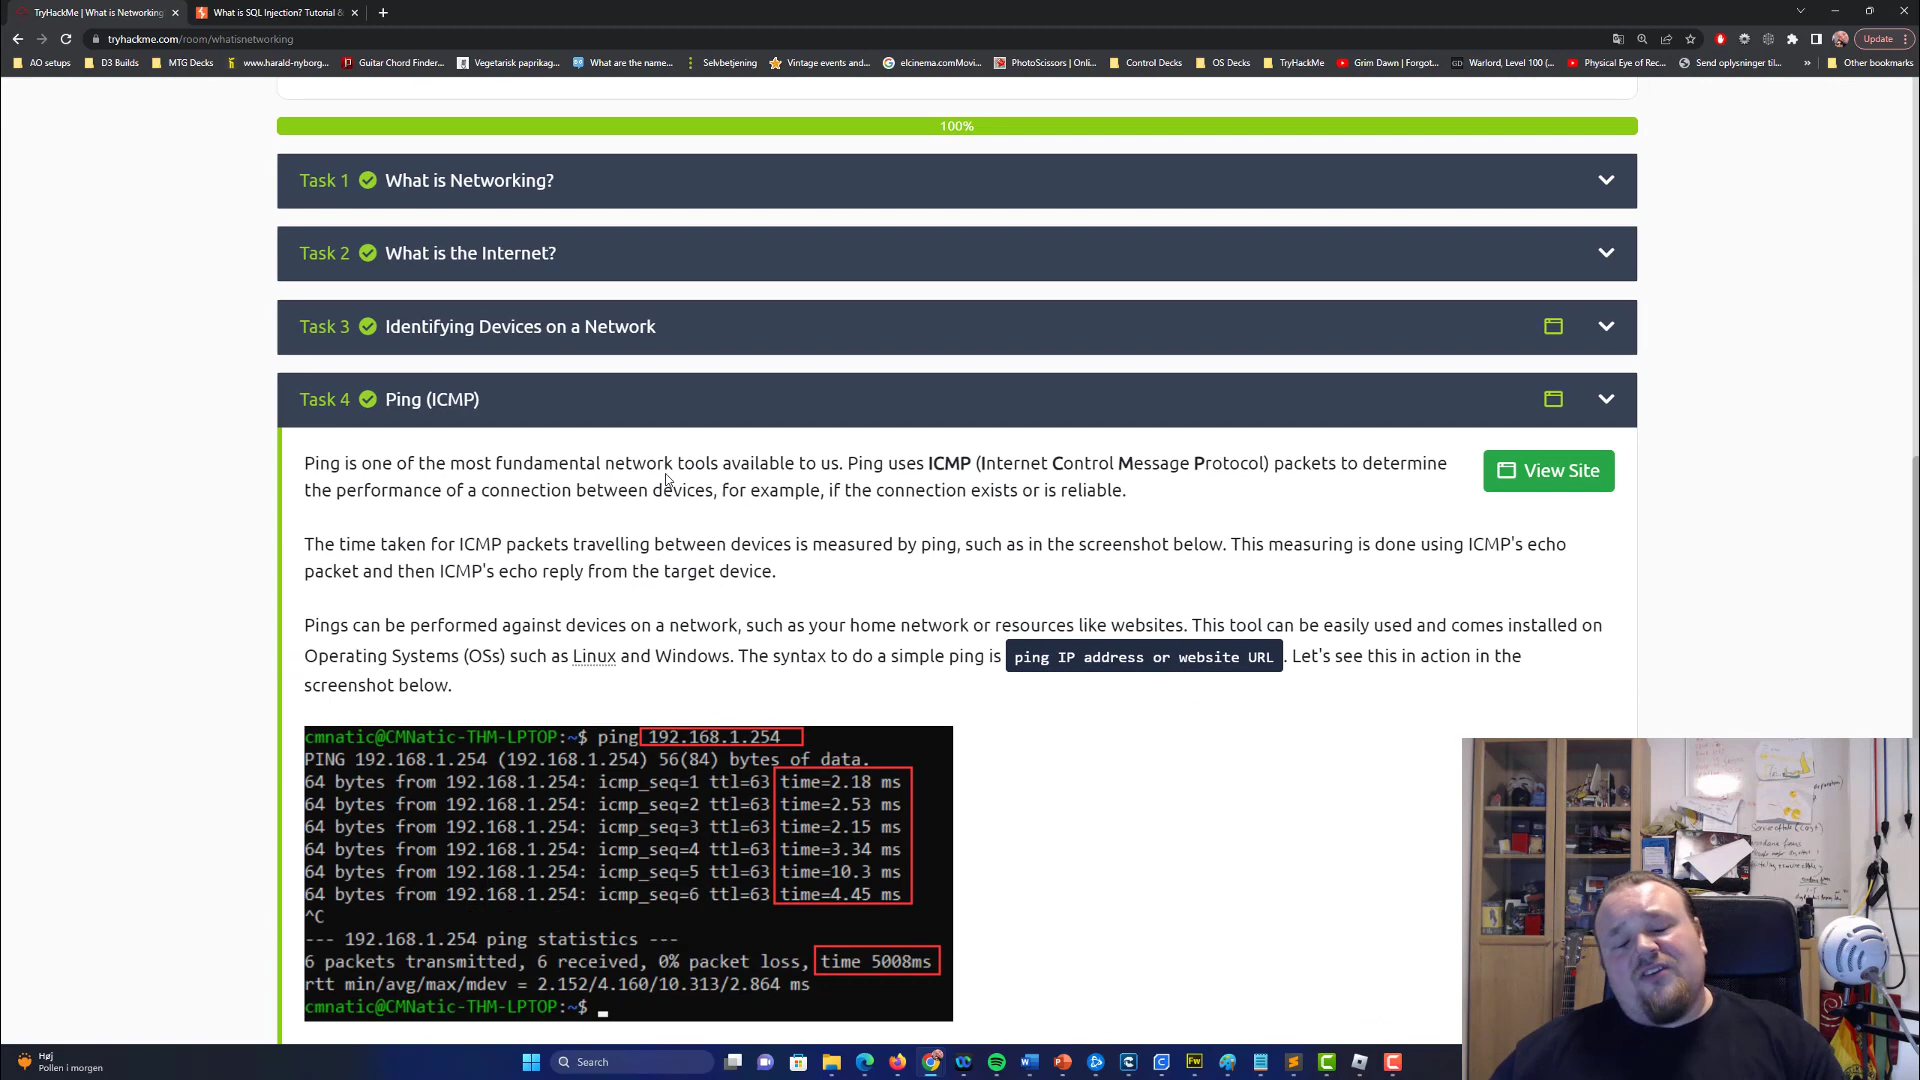 TryHackMe | What is Networking
What is SQL Injection? Tutorial &
tryhackme.com/room/whatisnetworking
Update
AO setups
D3 Builds
MTG Decks
www.harald-nyborg...
Guitar Chord Finder...
Vegetarisk paprikag...
What are the name...
Selvbetjening
Vintage events and...
elcinema.comMovi...
PhotoScissors | Onli...
Control Decks
OS Decks
TryHackMe
Grim Dawn | Forgot...
Warlord, Level 100 (...
Physical Eye of Rec...
Send oplysninger til...
»
Other bookmarks
100%
Task 1 What is Networking?
Task 2 What is the Internet?
Task 3 Identifying Devices on a Network
Task 4 Ping (ICMP)
Ping is one of the most fundamental network tools available to us. Ping uses ICMP (Internet Control Message Protocol) packets to determine
the performance of a connection between devices, for example, if the connection exists or is reliable.
View Site
The time taken for ICMP packets travelling between devices is measured by ping, such as in the screenshot below. This measuring is done using ICMP's echo
packet and then ICMP's echo reply from the target device.
Pings can be performed against devices on a network, such as your home network or resources like websites. This tool can be easily used and comes installed on
Operating Systems (OSs) such as Linux and Windows. The syntax to do a simple ping is ping IP address or website URL . Let's see this in action in the
screenshot below.
cmnatic@CMNatic-THM-LPTOP:~$ ping 192.168.1.254
PING 192.168.1.254 (192.168.1.254) 56(84) bytes of data.
64 bytes from 192.168.1.254: icmp_seq=1 ttl=63 time=2.18 ms
64 bytes from 192.168.1.254: icmp_seq=2 ttl=63 time=2.53 ms
64 bytes from 192.168.1.254: icmp_seq=3 ttl=63 time=2.15 ms
64 bytes from 192.168.1.254: icmp_seq=4 ttl=63 time=3.34 ms
64 bytes from 192.168.1.254: icmp_seq=5 ttl=63 time=10.3 ms
64 bytes from 192.168.1.254: icmp_seq=6 ttl=63 time=4.45 ms
^C
--- 192.168.1.254 ping statistics ---
6 packets transmitted, 6 received, 0% packet loss, time 5008ms
rtt min/avg/max/mdev = 2.152/4.160/10.313/2.864 ms
cmnatic@CMNatic-THM-LPTOP:~$
Høj
Pollen i morgen
Search